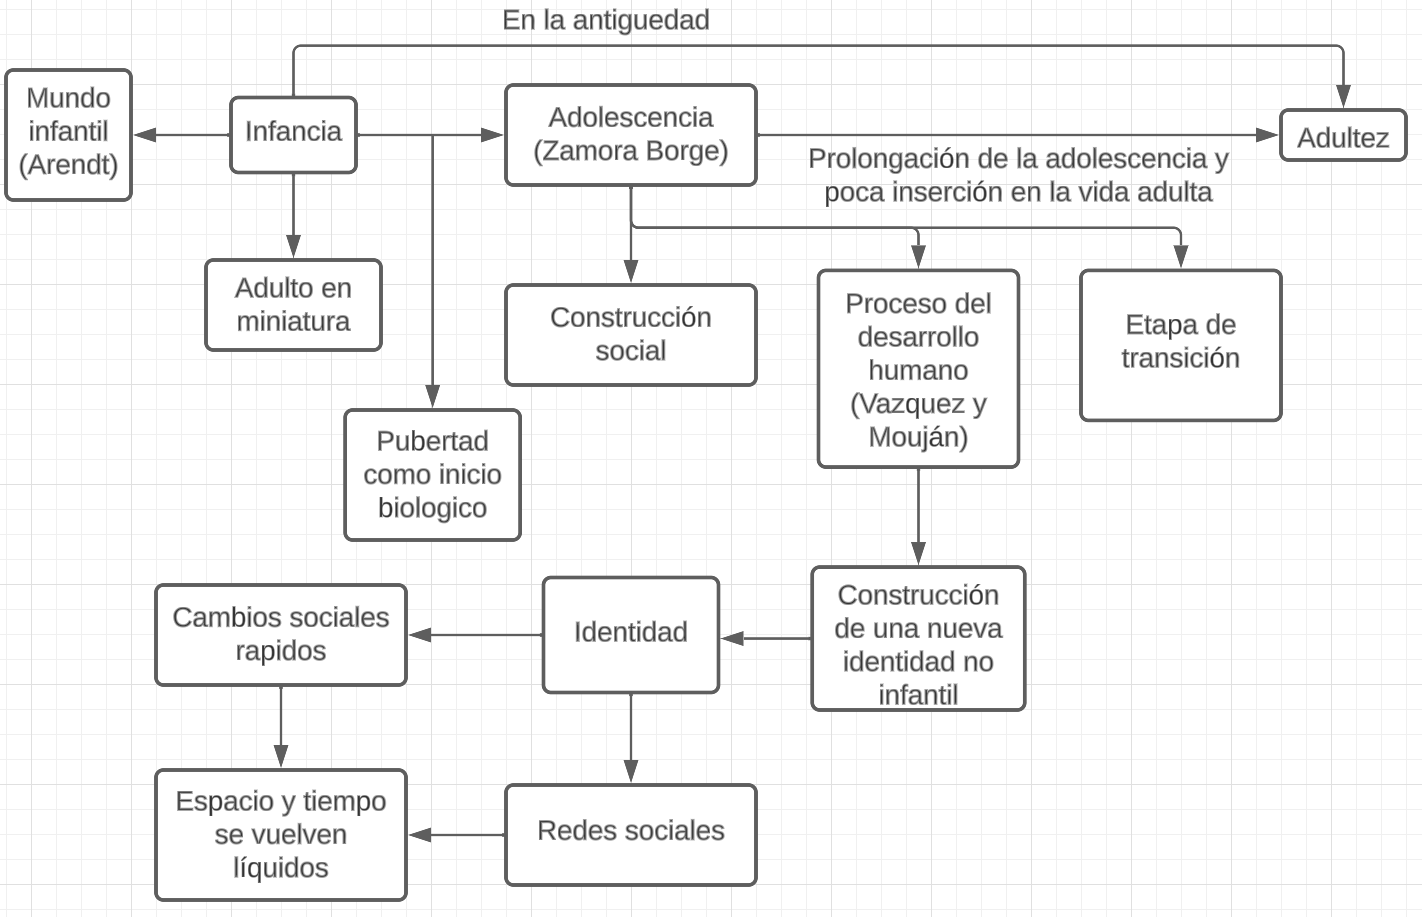 En la antiguedad
Mundo
infantil
(Arendt)
Infancia
Adolescencia
(Zamora Borge)
Adultez
Prolongación de la adolescencia y
poca inserción en la vida adulta
Adulto en
miniatura
Construcción
social
Proceso del
desarrollo
humano
(Vazquez y
Mouján)
Etapa de
transición
Pubertad
como inicio
biologico
Cambios sociales
rapidos
Identidad
Construcción
de una nueva
identidad no
infantil
Espacio y tiempo
se vuelven
líquidos
Redes sociales